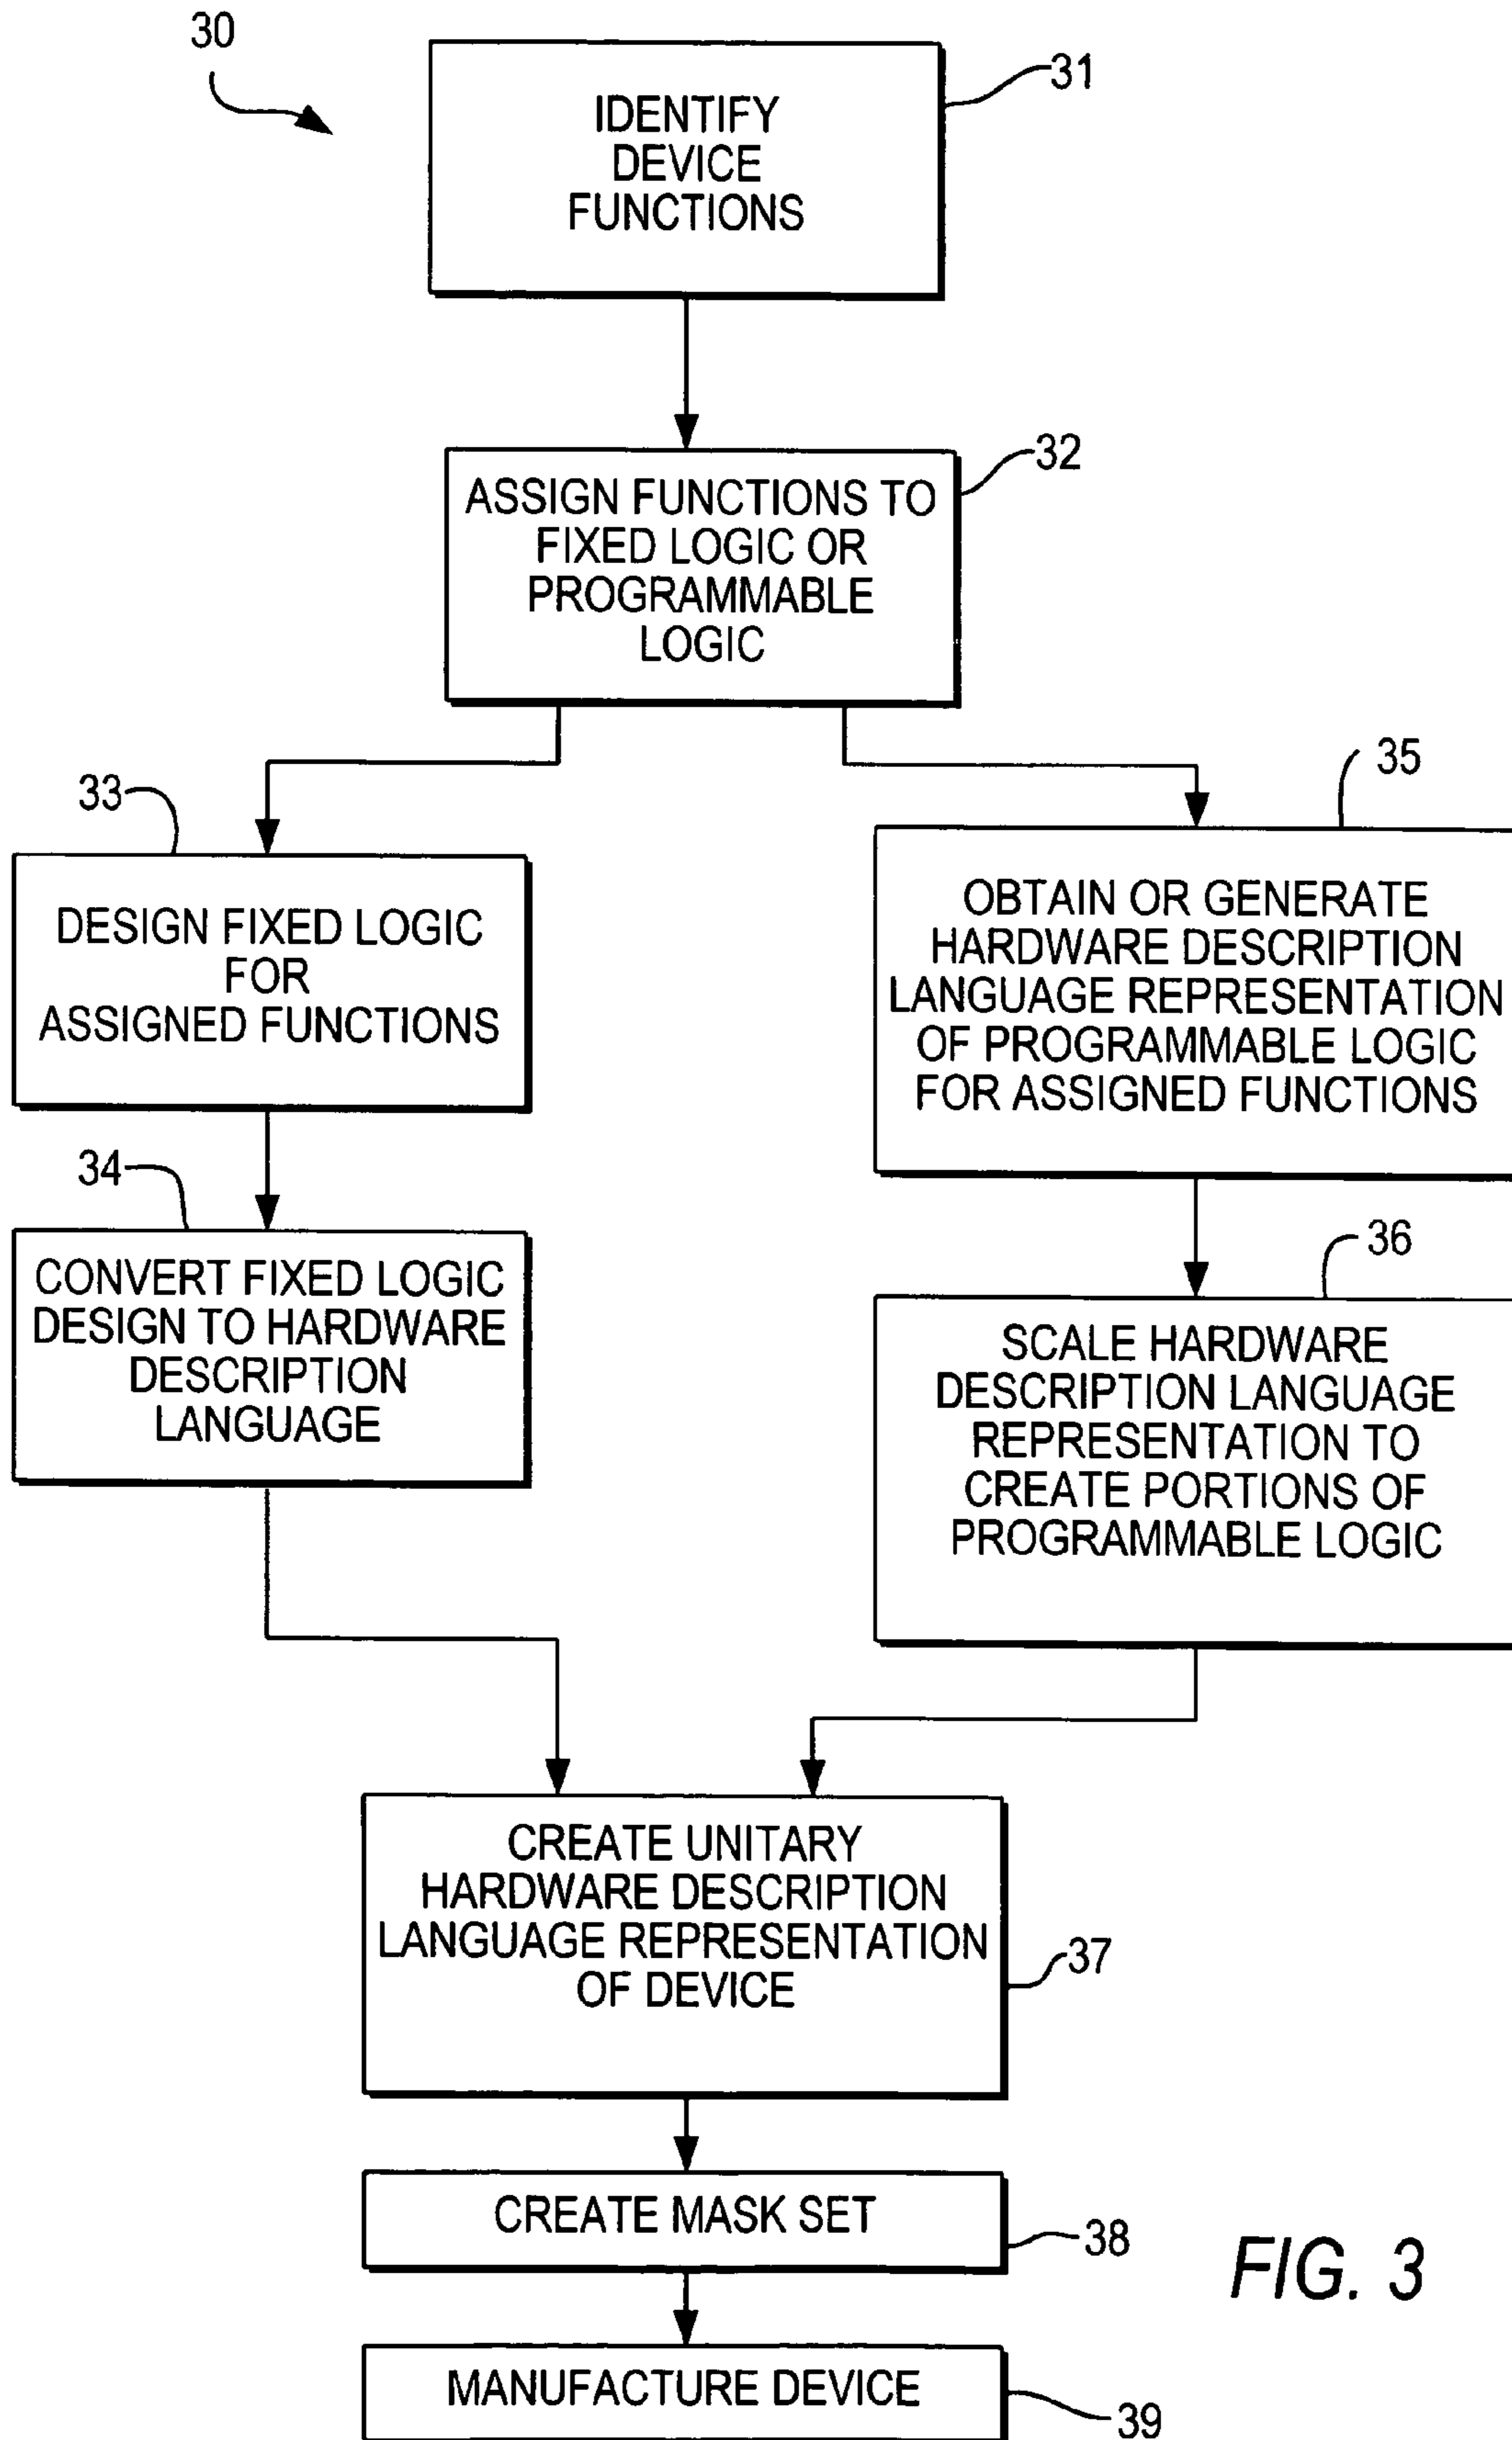 30
31
IDENTIFY
DEVICE
FUNCTIONS
32
ASSIGN FUNCTIONS TO
FIXED LOGIC OR
PROGRAMMABLE
LOGIC
33
DESIGN FIXED LOGIC
FOR
ASSIGNED FUNCTIONS
34
CONVERT FIXED LOGIC
DESIGN TO HARDWARE
DESCRIPTION
LANGUAGE
35
OBTAIN OR GENERATE
HARDWARE DESCRIPTION
LANGUAGE REPRESENTATION
OF PROGRAMMABLE LOGIC
FOR ASSIGNED FUNCTIONS
36
SCALE HARDWARE
DESCRIPTION LANGUAGE
REPRESENTATION TO
CREATE PORTIONS OF
PROGRAMMABLE LOGIC
CREATE UNITARY
HARDWARE DESCRIPTION
LANGUAGE REPRESENTATION
OF DEVICE
37
CREATE MASK SET
38
MANUFACTURE DEVICE
39
FIG. 3